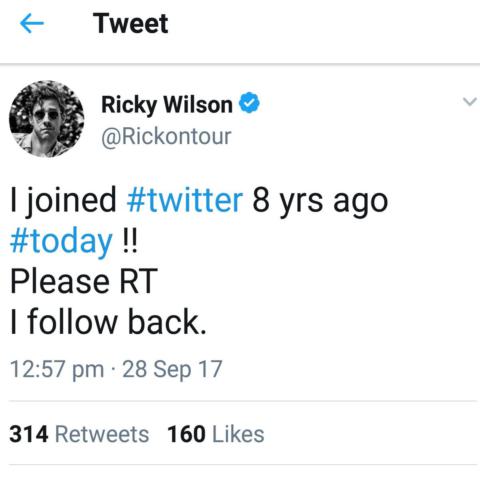 Tweet
Ricky Wilson
@Rickontour
I joined #twitter 8 yrs ago
#today !!
Please RT
I follow back.
12:57 pm · 28 Sep 17
314 Retweets 160 Likes